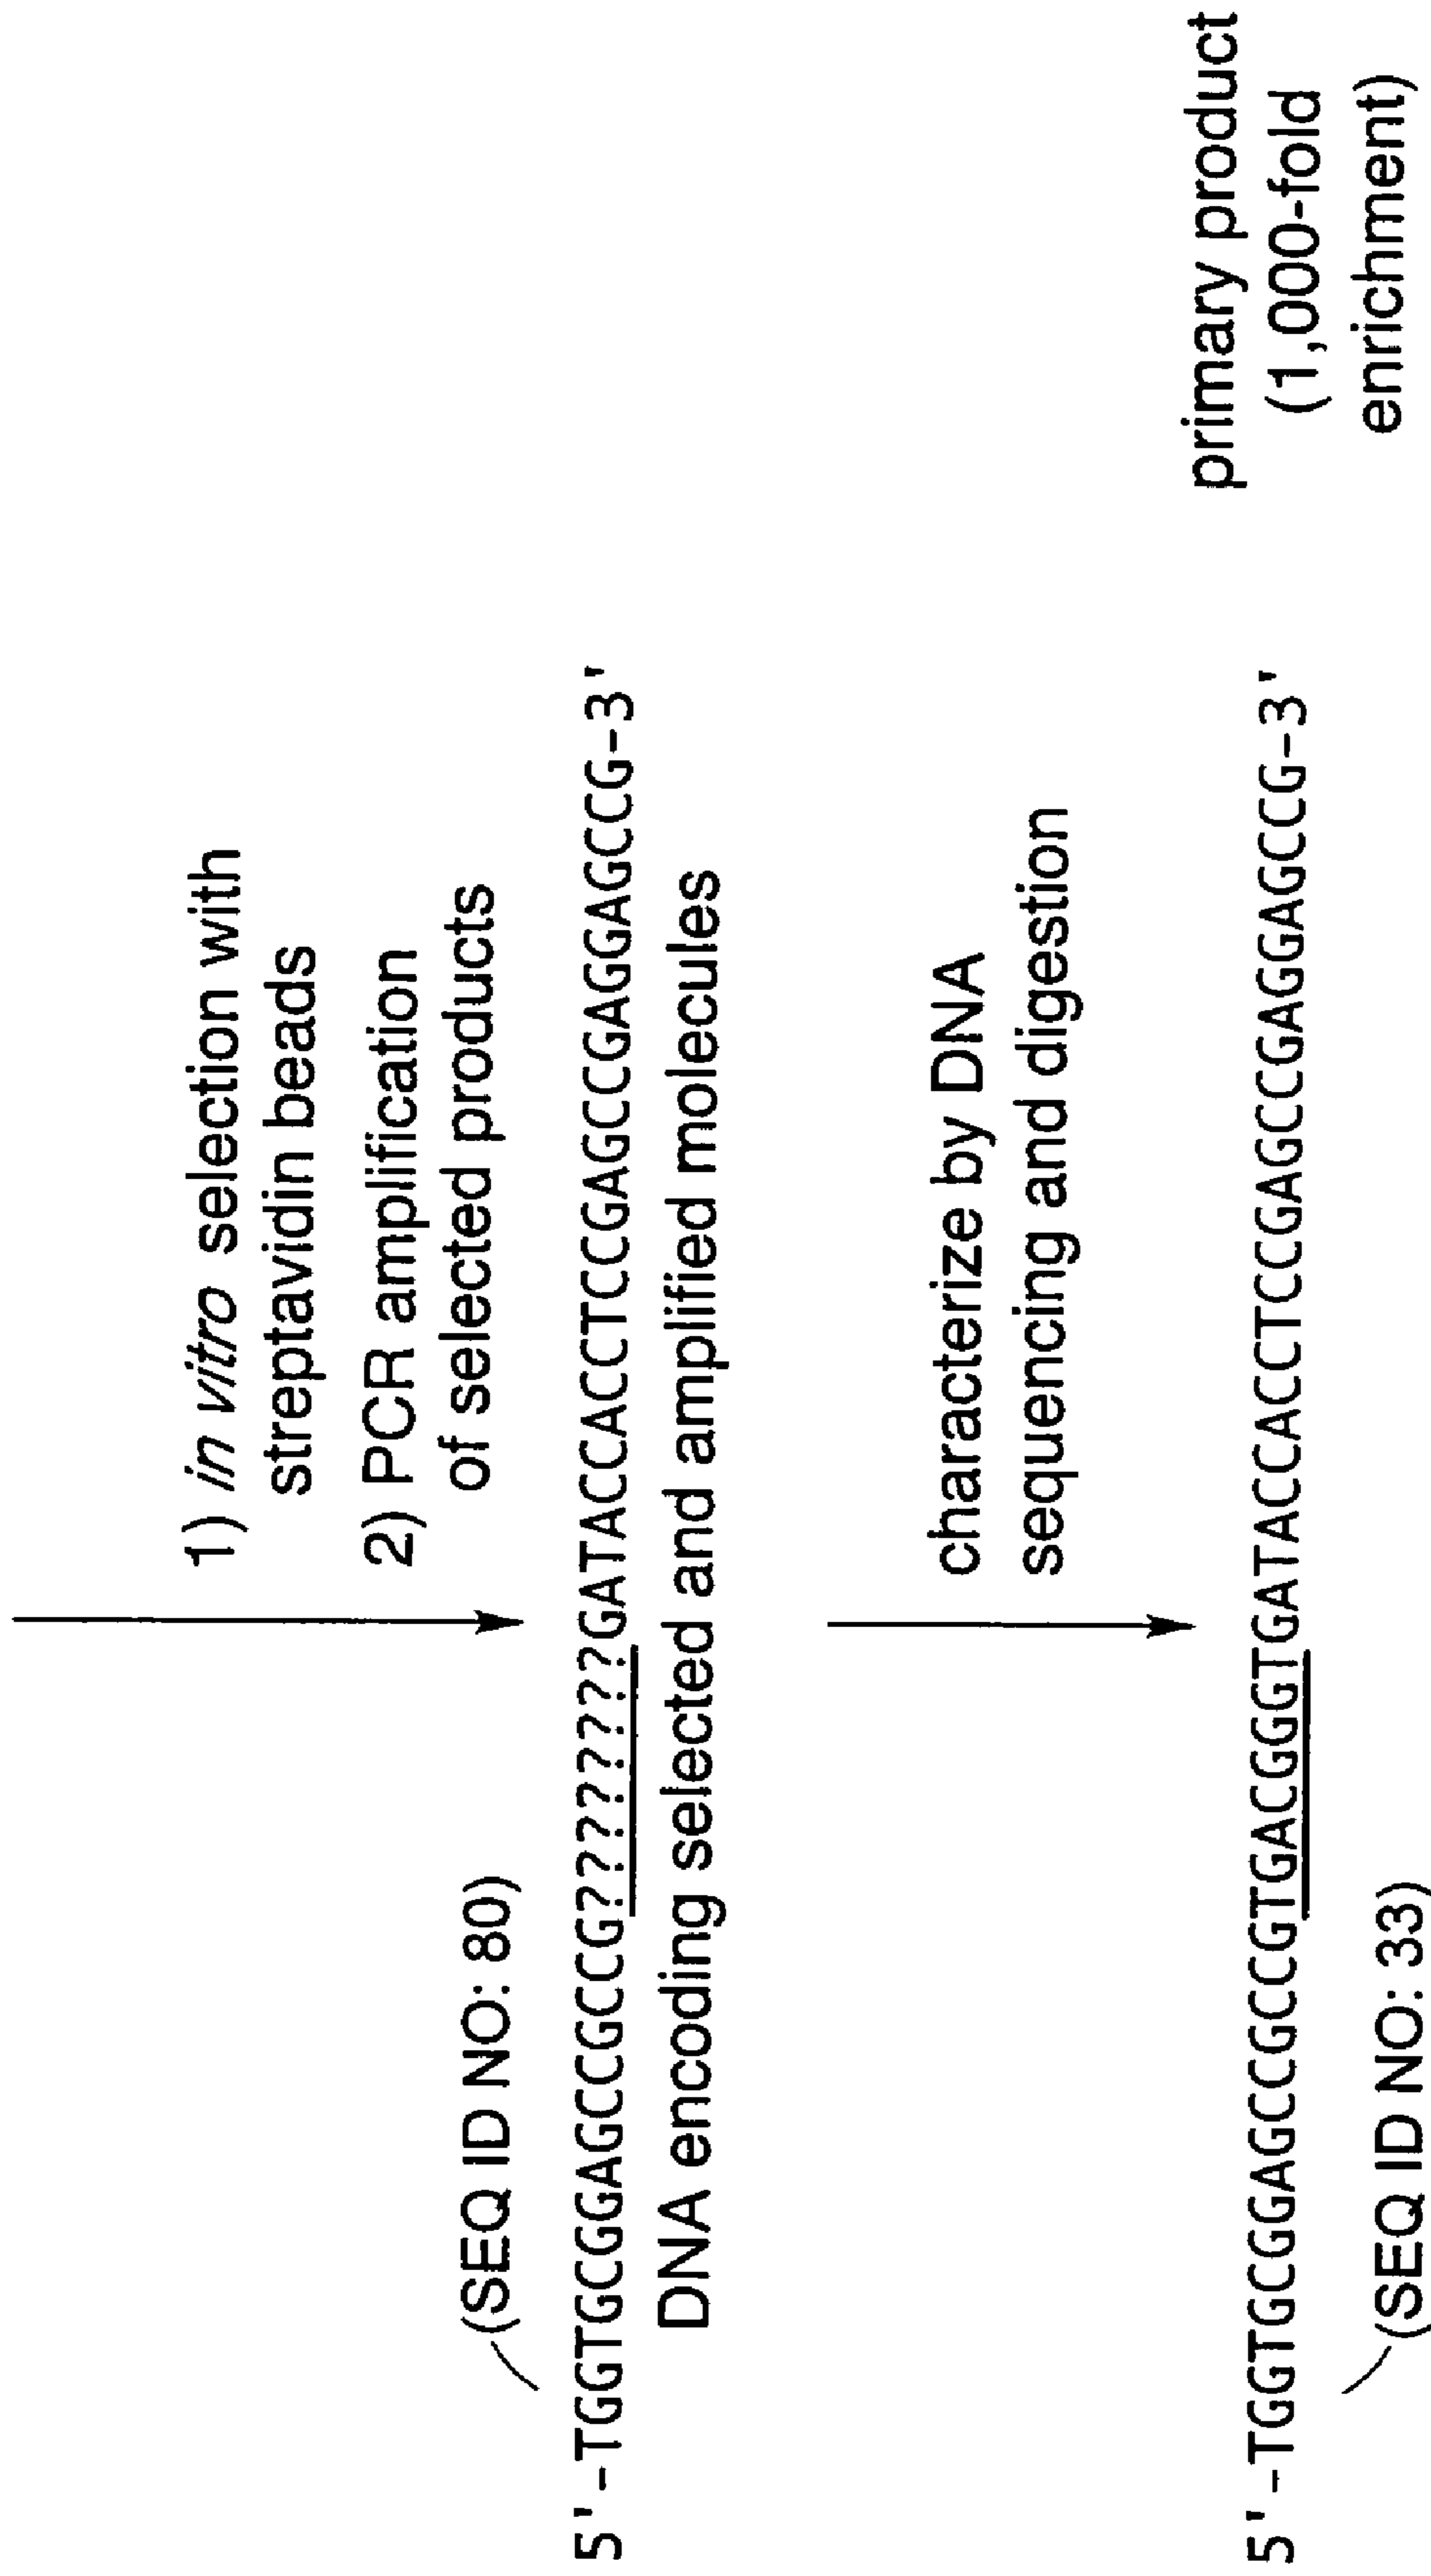 1) in vitro selection with
streptavidin beads
2) PCR amplification
of selected products
(SEQ ID NO: 80)
5'-TGGTGCGGAGCCGCCG????????GATACCACCTCCGAGCCGAGGAGCCG-3'
DNA encoding selected and amplified molecules
characterize by DNA
sequencing and digestion
5'-TGGTGCGGAGCCGCCGTGACGGGTGATACCACCTCCGAGCCGAGGAGCCG-3'
(SEQ ID NO: 33)
primary product
(1,000-fold
enrichment)